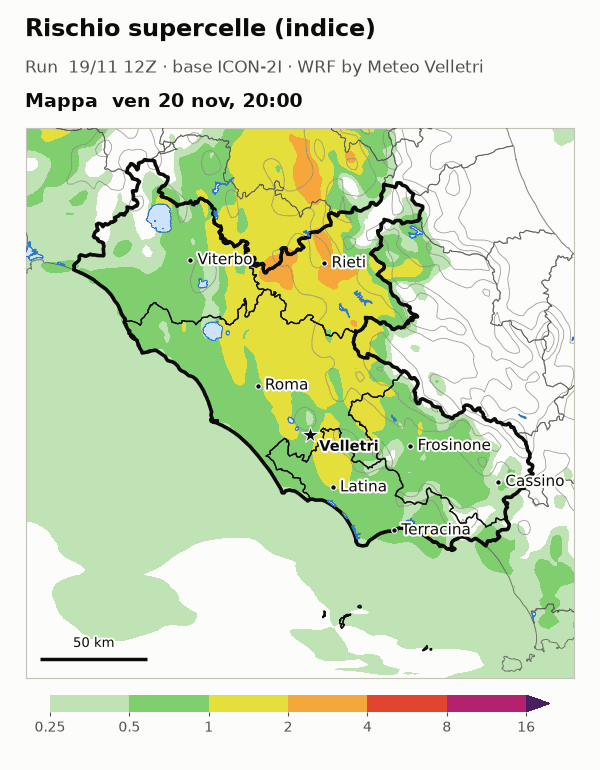 Rischio supercelle (indice)
Run  19/11 12Z · base ICON-2I · WRF by Meteo Velletri
Mappa  ven 20 nov, 20:00
Viterbo
Rieti
Roma
Velletri
Frosinone
Latina
Cassino
Terracina
50 km
0.25 0.5 1 2 4 8 16